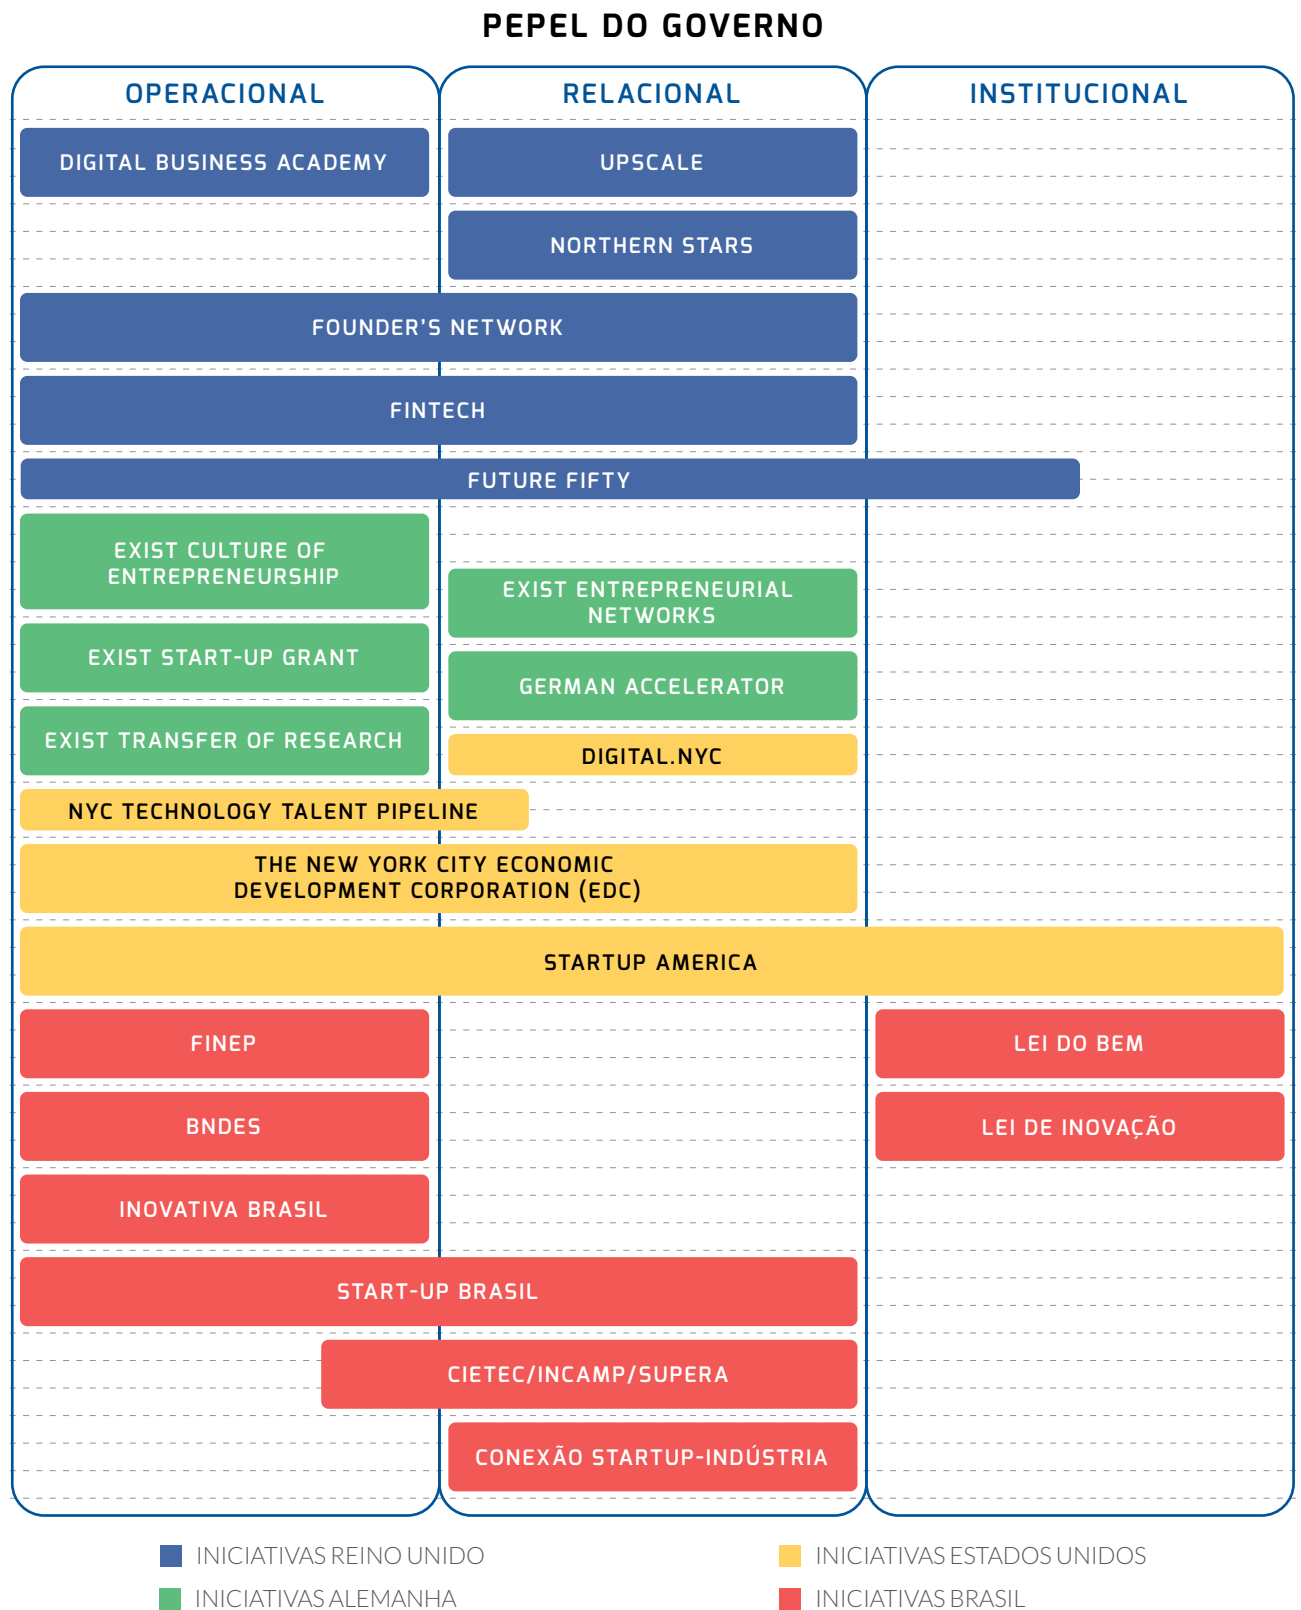 PEPEL DO GOVERNO
OPERACIONAL
RELACIONAL
INSTITUCIONAL
DIGITAL BUSINESS ACADEMY
UPSCALE
NORTHERN STARS
FOUNDER'S NETWORK
FINTECH
FUTURE FIFTY
EXIST CULTURE OF
ENTREPRENEURSHIP
EXIST ENTREPRENEURIAL
NETWORKS
EXIST START-UP GRANT
GERMAN ACCELERATOR
EXIST TRANSFER OF RESEARCH
DIGITAL.NYC
NYC TECHNOLOGY TALENT PIPELINE
THE NEW YORK CITY ECONOMIC
DEVELOPMENT CORPORATION (EDC)
STARTUP AMERICA
FINEP
LEI DO BEM
BNDES
LEI DE INOVAÇÃO
INOVATIVA BRASIL
START-UP BRASIL
CIETEC/INCAMP/SUPERA
CONEXÃO STARTUP-INDÚSTRIA
INICIATIVAS REINO UNIDO
INICIATIVAS ESTADOS UNIDOS
INICIATIVAS ALEMANHA
INICIATIVAS BRASIL